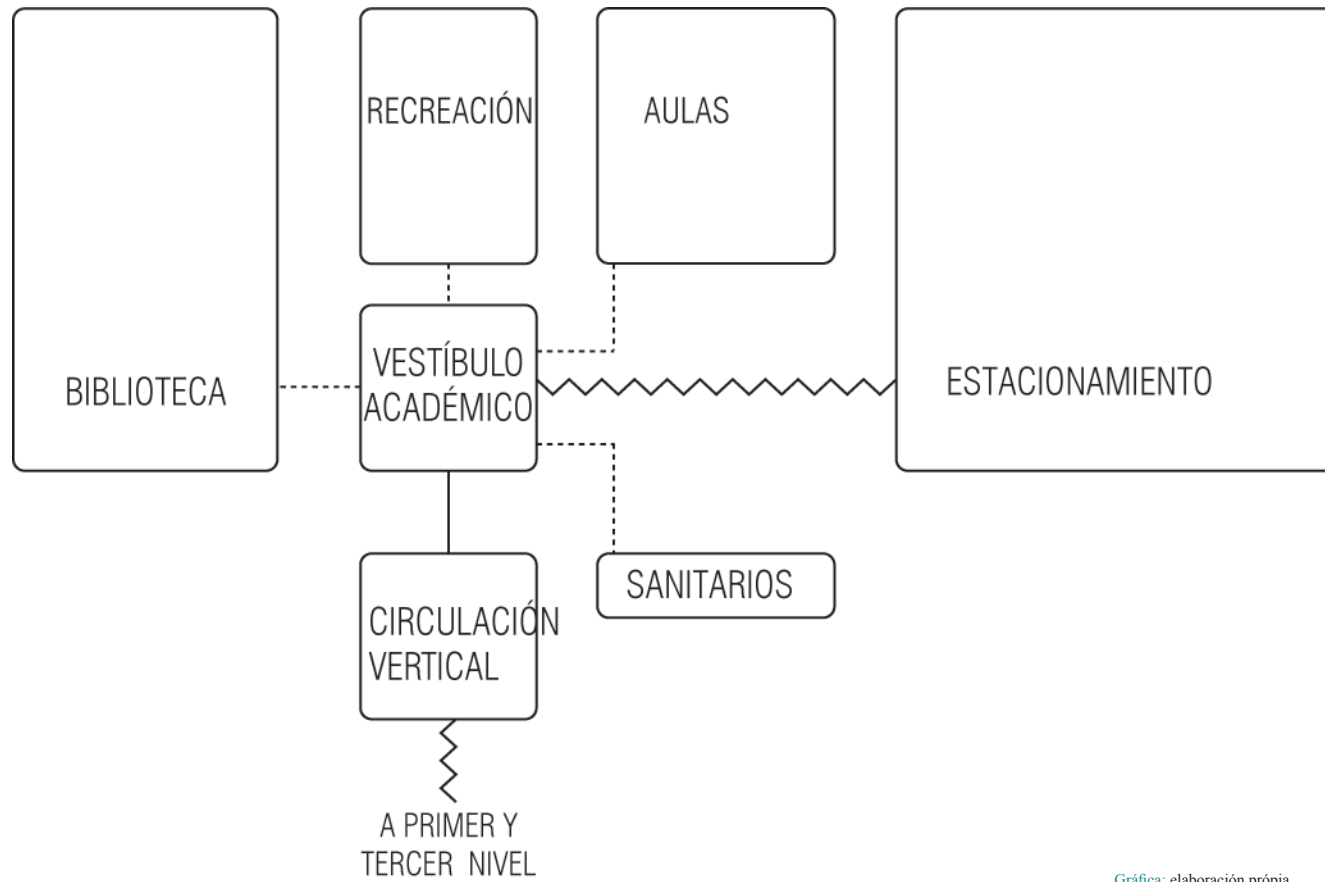 RECREACIÓN
AULAS
BIBLIOTECA
VESTÍBULO
ACADÉMICO
ESTACIONAMIENTO
SANITARIOS
CIRCULACIÓN
VERTICAL
A PRIMER Y
TERCER NIVEL
Gráfica: elaboración própia